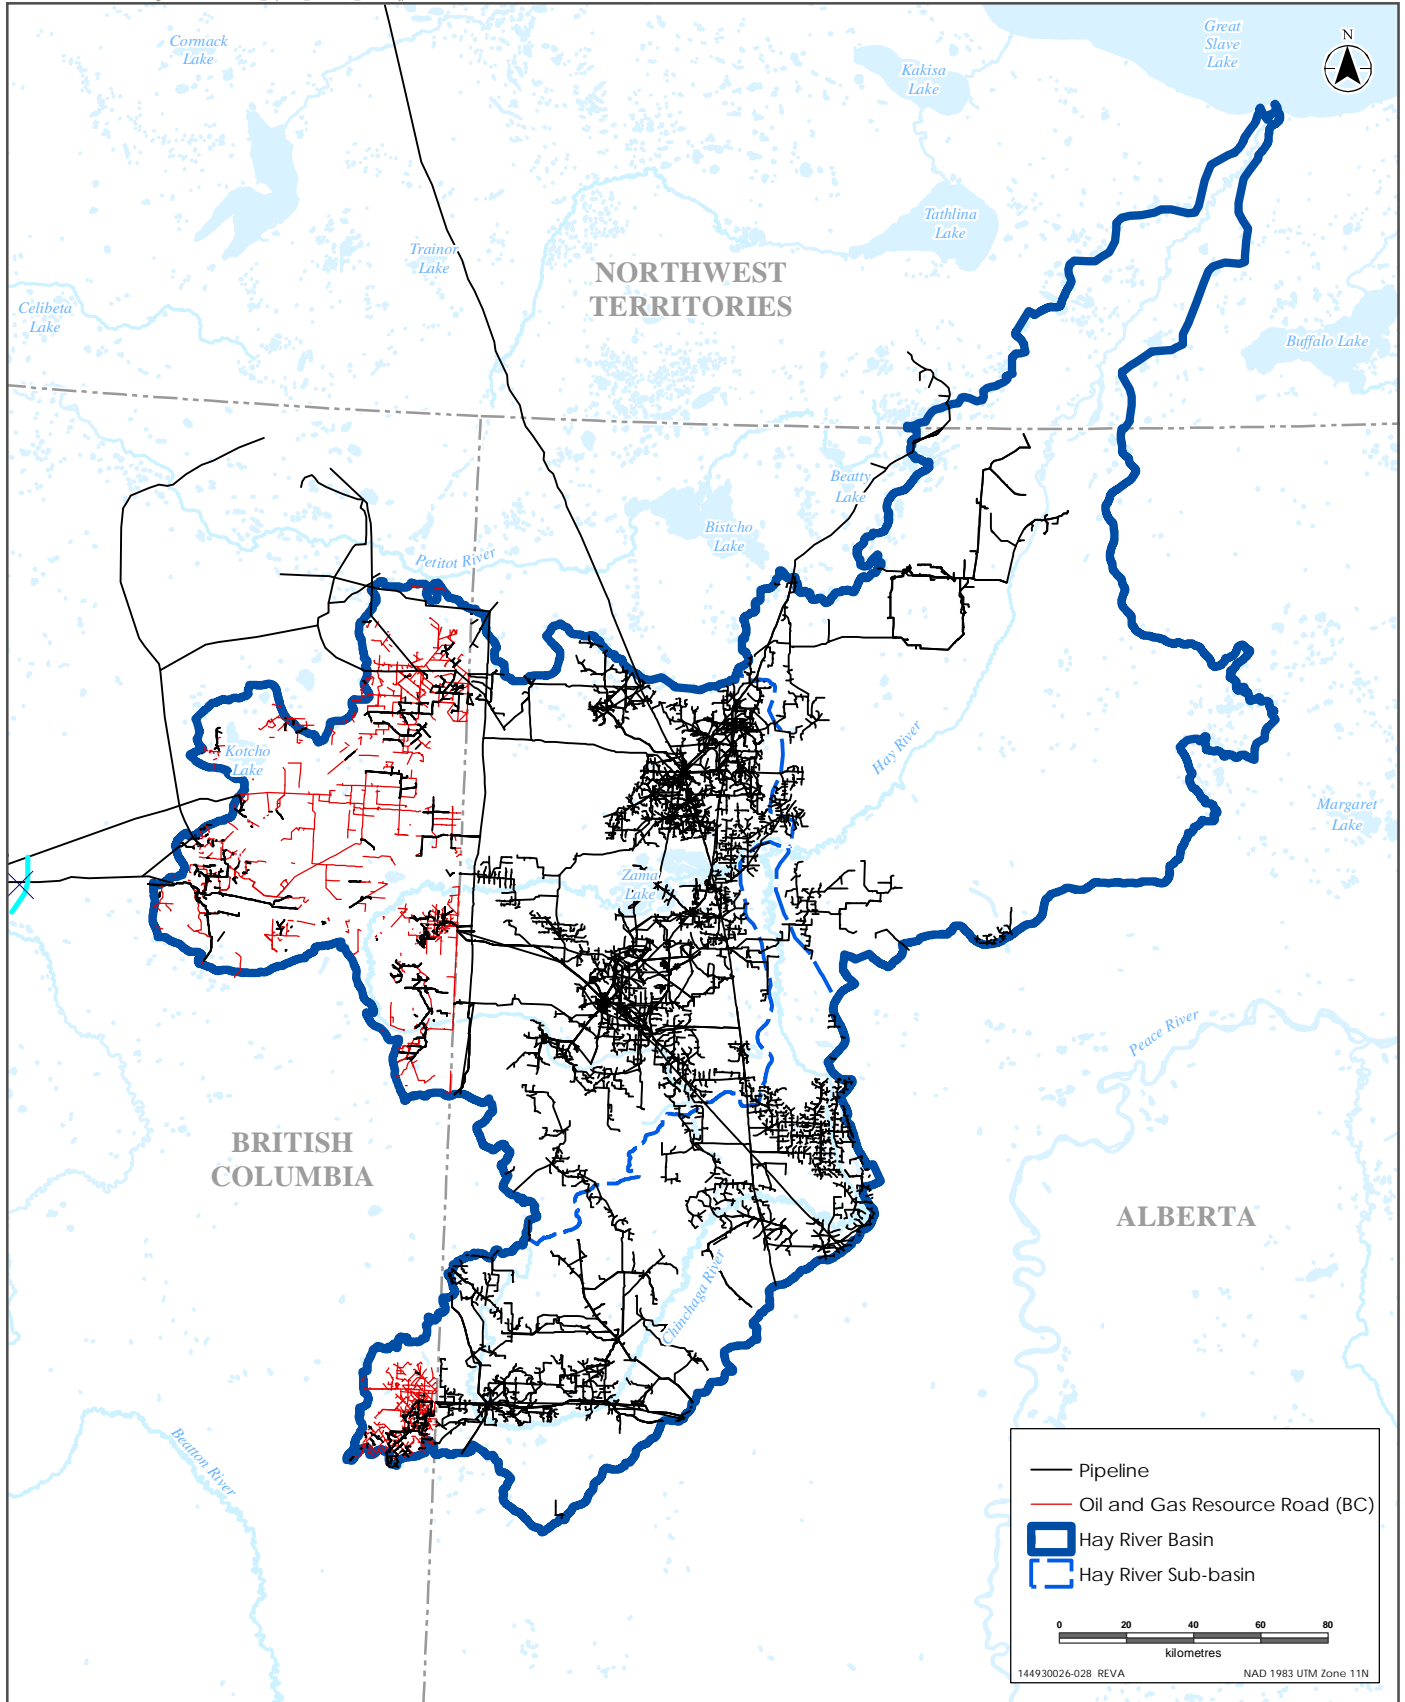 Cormack
Lake
Great
Slave
Lake
N
Kakisa
Lake
Tathlina
Lake
Trainor
Lake
NORTHWEST
TERRITORIES
Celibeta
Lake
Buffalo Lake
Beatty
Lake
Bistcho
Lake
Petitot River
Kotcho
Lake
Hay River
Margaret
Lake
Zama
Lake
Peace River
BRITISH
COLUMBIA
ALBERTA
Chinchaga River
Beatton River
Pipeline
Oil and Gas Resource Road (BC)
Hay River Basin
Hay River Sub-basin
0 20 40 60 80
kilometres
144930026-028 REVA
NAD 1983 UTM Zone 11N